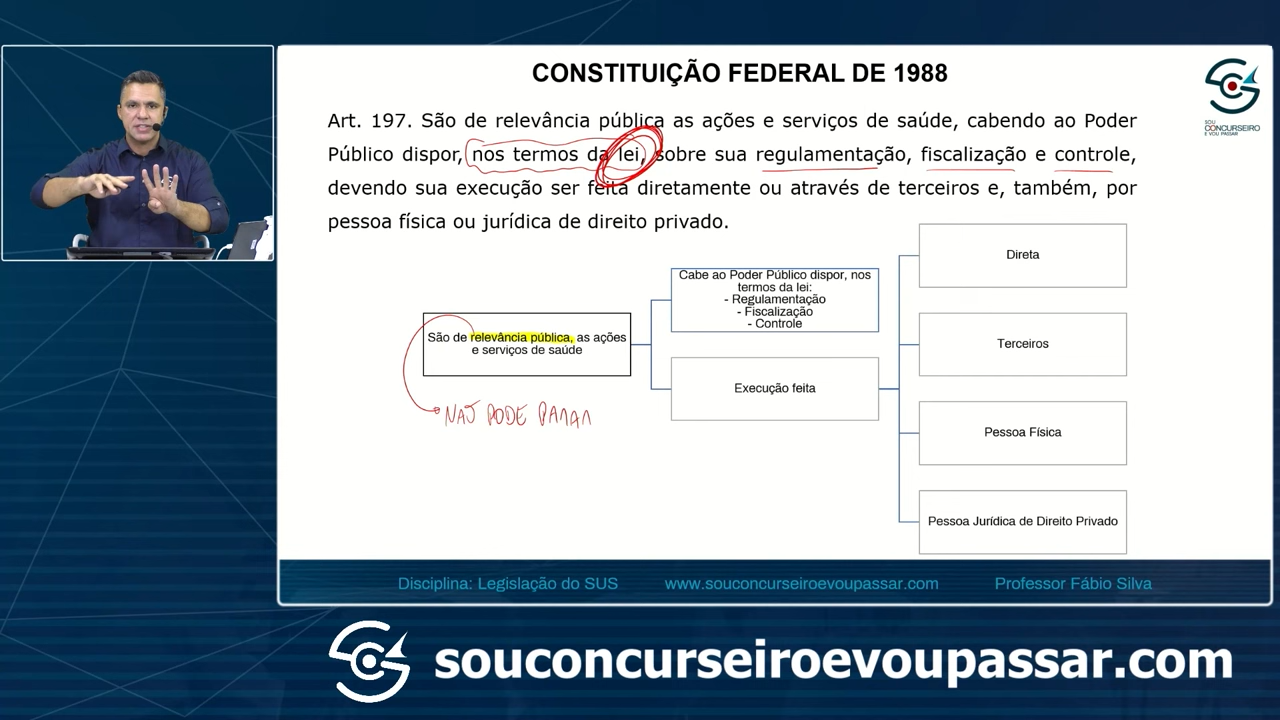 CONSTITUIÇÃO FEDERAL DE 1988
Art. 197. São de relevância pública as ações e serviços de saúde, cabendo ao Poder
Público dispor, nos termos da lei, sobre sua regulamentação, fiscalização e controle,
devendo sua execução ser feita diretamente ou através de terceiros e, também, por
pessoa física ou jurídica de direito privado.
SOU
CONCURSEIRO
E VOU PASSAR
São de relevância pública, as ações
e serviços de saúde
NAJ PODE PARAR
Cabe ao Poder Público dispor, nos
termos da lei:
- Regulamentação
- Fiscalização
- Controle
Execução feita
Direta
Terceiros
Pessoa Física
Pessoa Jurídica de Direito Privado
Disciplina: Legislação do SUS www.souconcurseiroevoupassar.com Professor Fábio Silva
souconcurseiroevoupassar.com